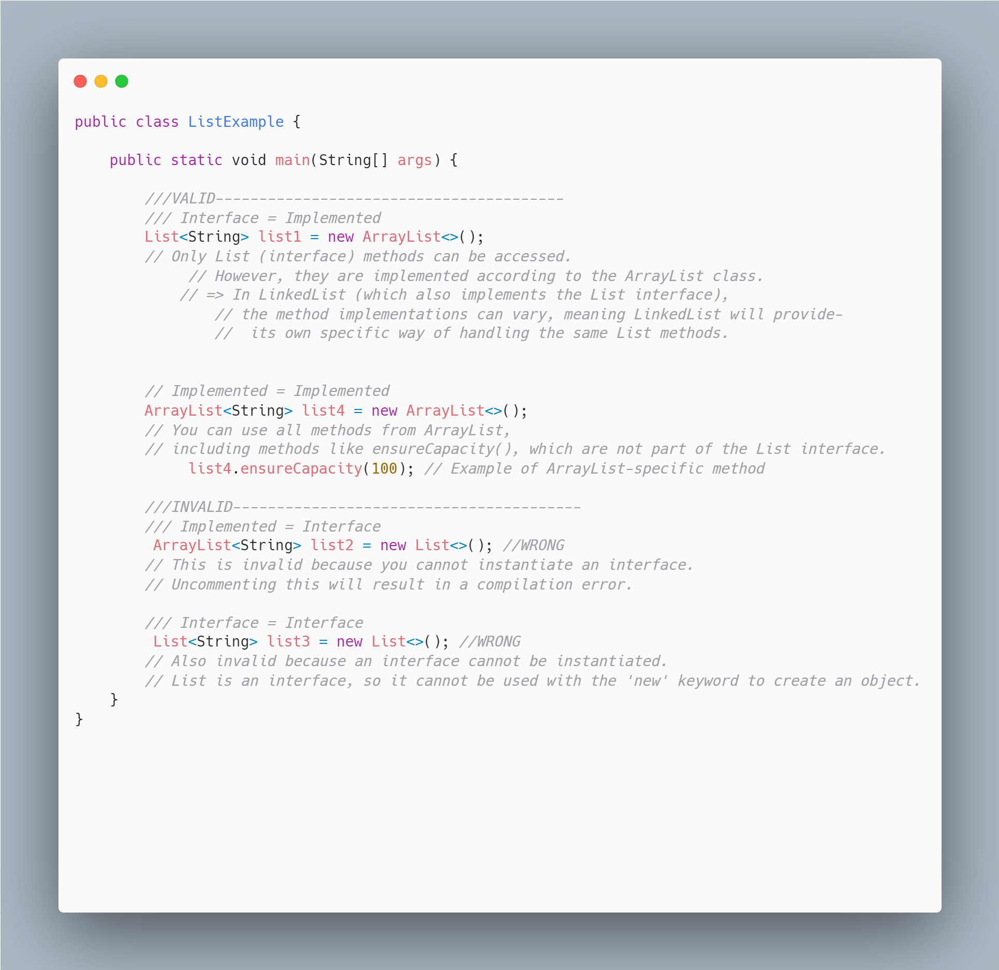 public class ListExample {
public static void main(String[] args) {
///VALID----------------------------------------
/// Interface = Implemented
List<String> list1 = new ArrayList<>();
// Only List (interface) methods can be accessed.
// However, they are implemented according to the ArrayList class.
// => In LinkedList (which also implements the List interface),
// the method implementations can vary, meaning LinkedList will provide-
//  its own specific way of handling the same List methods.
// Implemented = Implemented
ArrayList<String> list4 = new ArrayList<>();
// You can use all methods from ArrayList,
// including methods like ensureCapacity(), which are not part of the List interface.
list4.ensureCapacity(100); // Example of ArrayList-specific method
///INVALID----------------------------------------
/// Implemented = Interface
ArrayList<String> list2 = new List<>(); //WRONG
// This is invalid because you cannot instantiate an interface.
// Uncommenting this will result in a compilation error.
/// Interface = Interface
List<String> list3 = new List<>(); //WRONG
// Also invalid because an interface cannot be instantiated.
// List is an interface, so it cannot be used with the 'new' keyword to create an object.
}
}